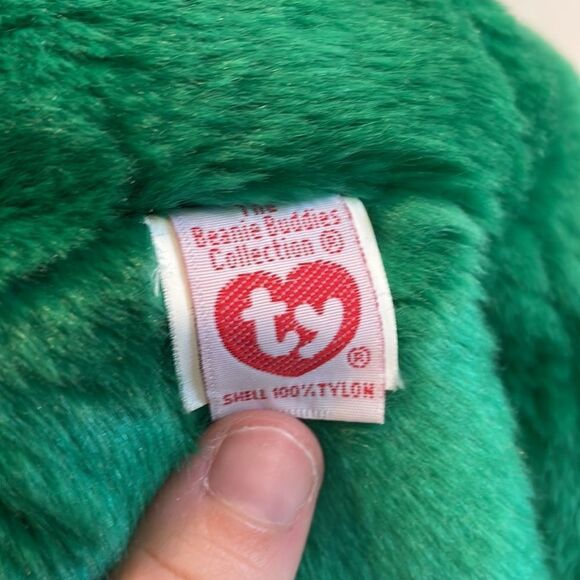 The
Beanie Buddies
Collection ®
ty ®
SHELL 100% TYLON